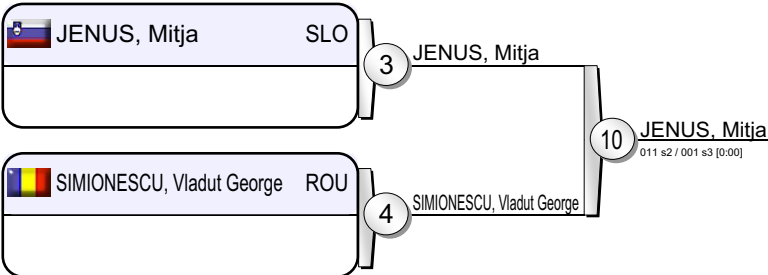 JENUS, Mitja SLO
3
JENUS, Mitja
10
JENUS, Mitja
011 s2 / 001 s3 [0:00]
SIMIONESCU, Vladut George ROU
4
SIMIONESCU, Vladut George